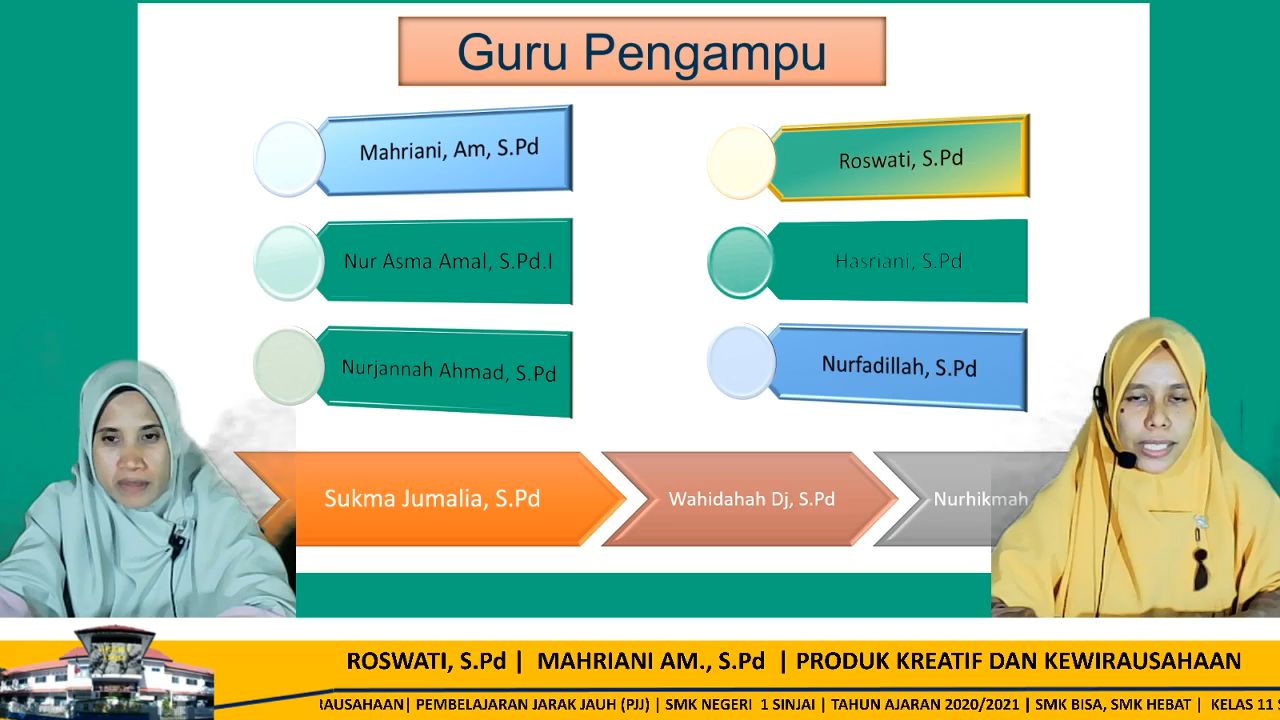 Guru Pengampu
Mahriani, Am, S.Pd
Roswati, S.Pd
Nur Asma Amal, S.Pd.I
Hasriani, S.Pd
Nurjannah Ahmad, S.Pd
Nurfadillah, S.Pd
Sukma Jumalia, S.Pd
Wahidahah Dj, S.Pd
Nurhikmah
ROSWATI, S.Pd | MAHRIANI AM., S.Pd | PRODUK KREATIF DAN KEWIRAUSAHAAN
RAUSAHAAN| PEMBELAJARAN JARAK JAUH (PJJ) | SMK NEGERI 1 SINJAI | TAHUN AJARAN 2020/2021 | SMK BISA, SMK HEBAT | KELAS 11